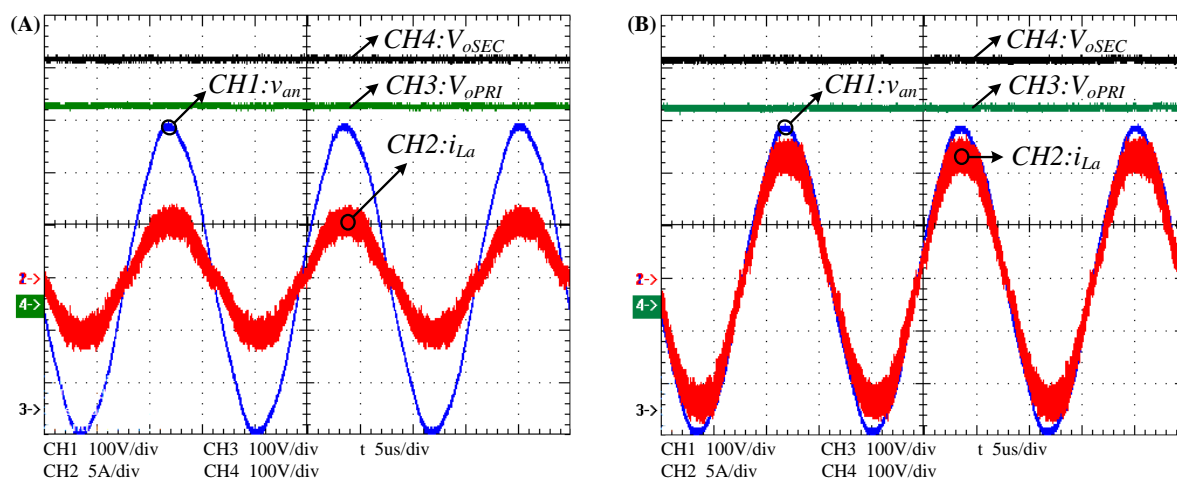 (A)
CH4:VoSEC
CH1:van
CH3:VoPRI
CH2:iLa
4->
3->
CH1 100V/div CH3 100V/div t 5us/div
CH2 5A/div CH4 100V/div
(B)
CH4:VoSEC
CH1:van
CH3:VoPRI
CH2:iLa
4->
3->
CH1 100V/div CH3 100V/div t 5us/div
CH2 5A/div CH4 100V/div